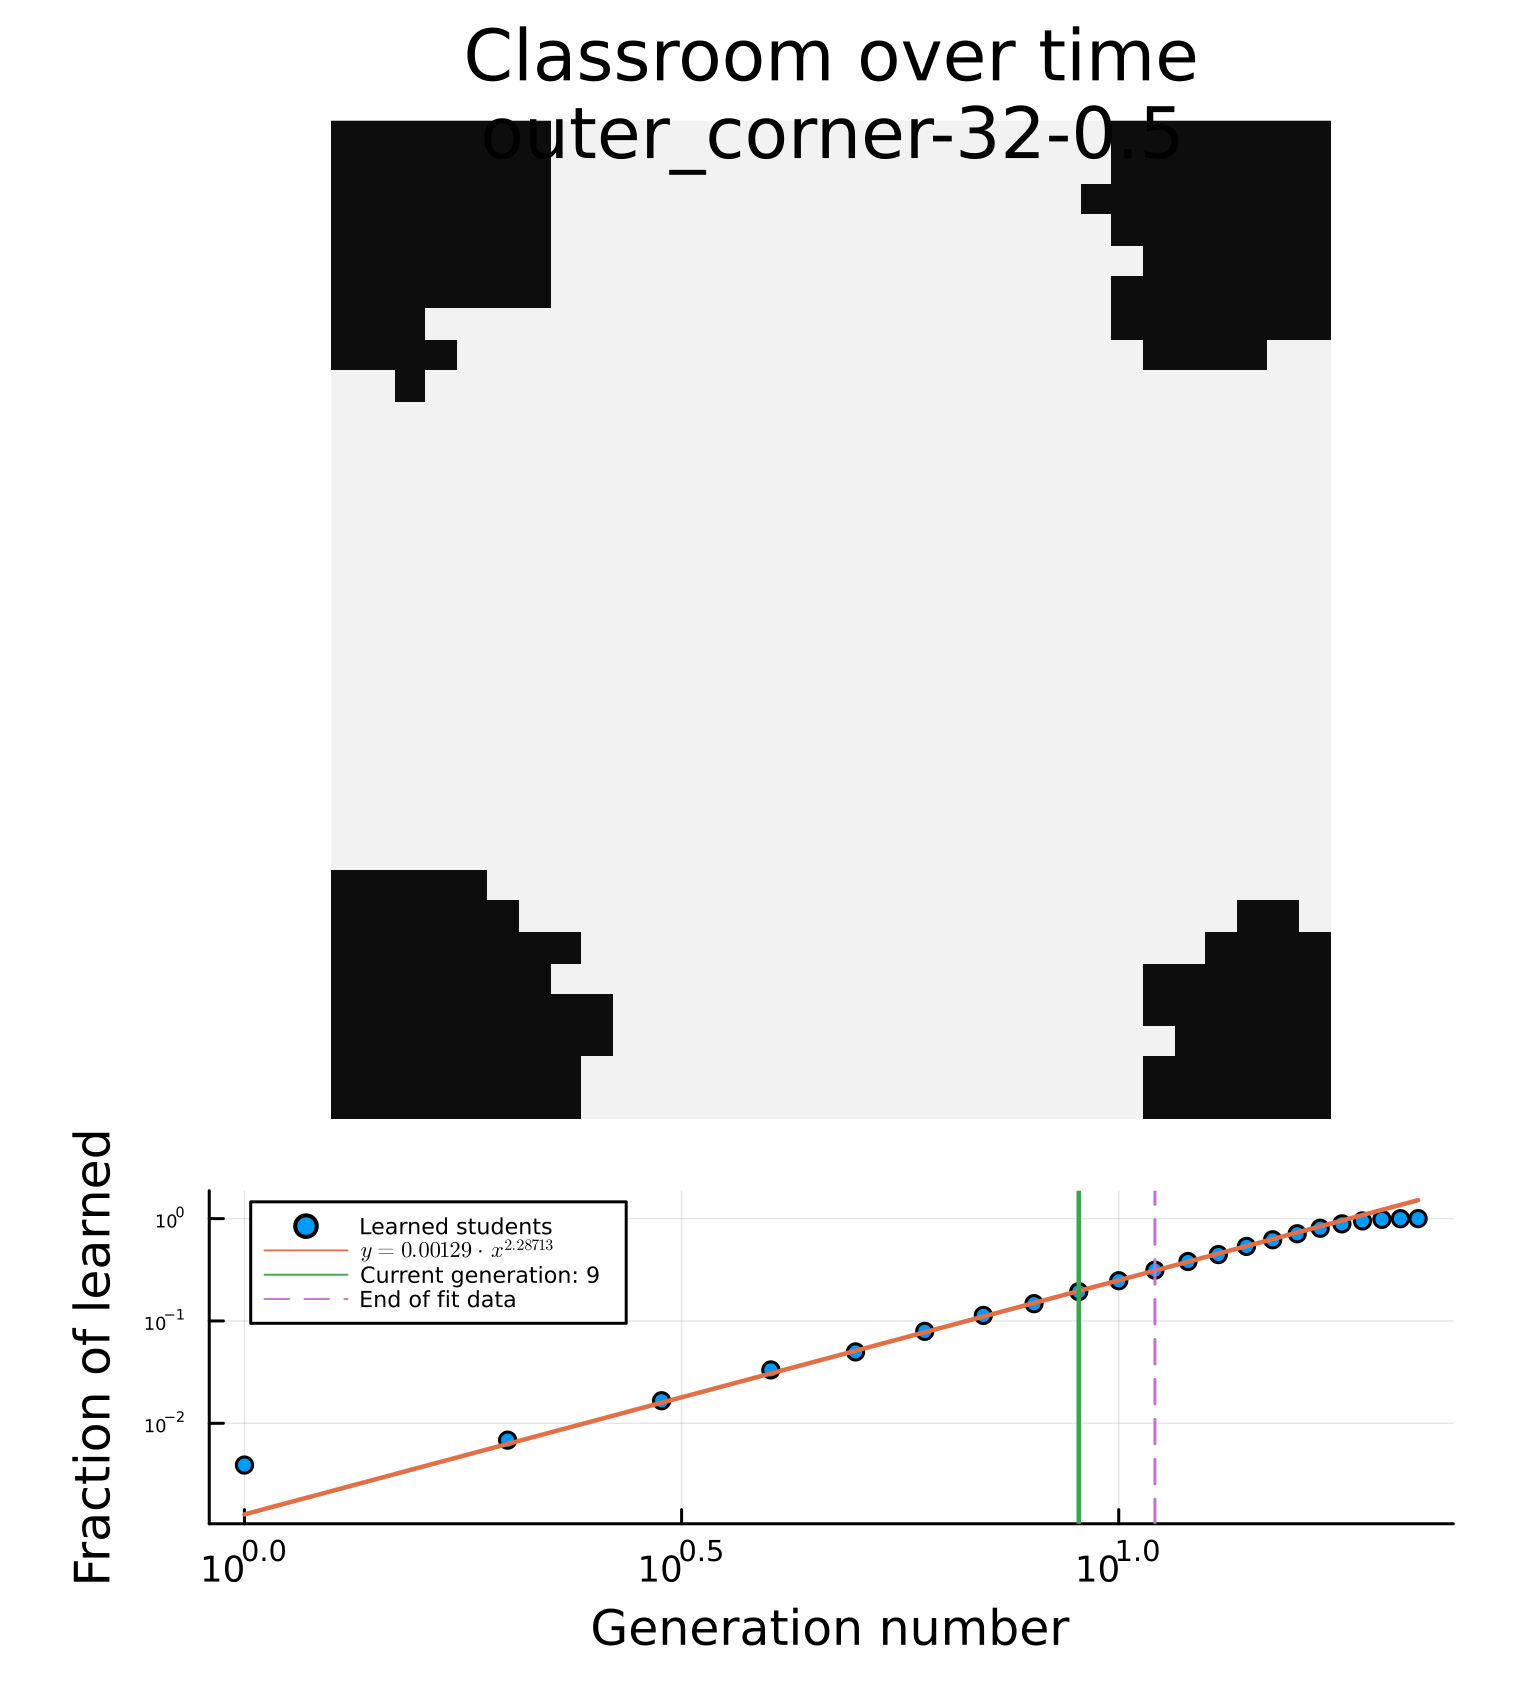 Classroom over time
outer_corner-32-0.5
Fraction of learned
10^0
10^−1
10^−2
Learned students
y = 0.00129 · x^2.28713
Current generation: 9
End of fit data
10^0.0
10^0.5
10^1.0
Generation number